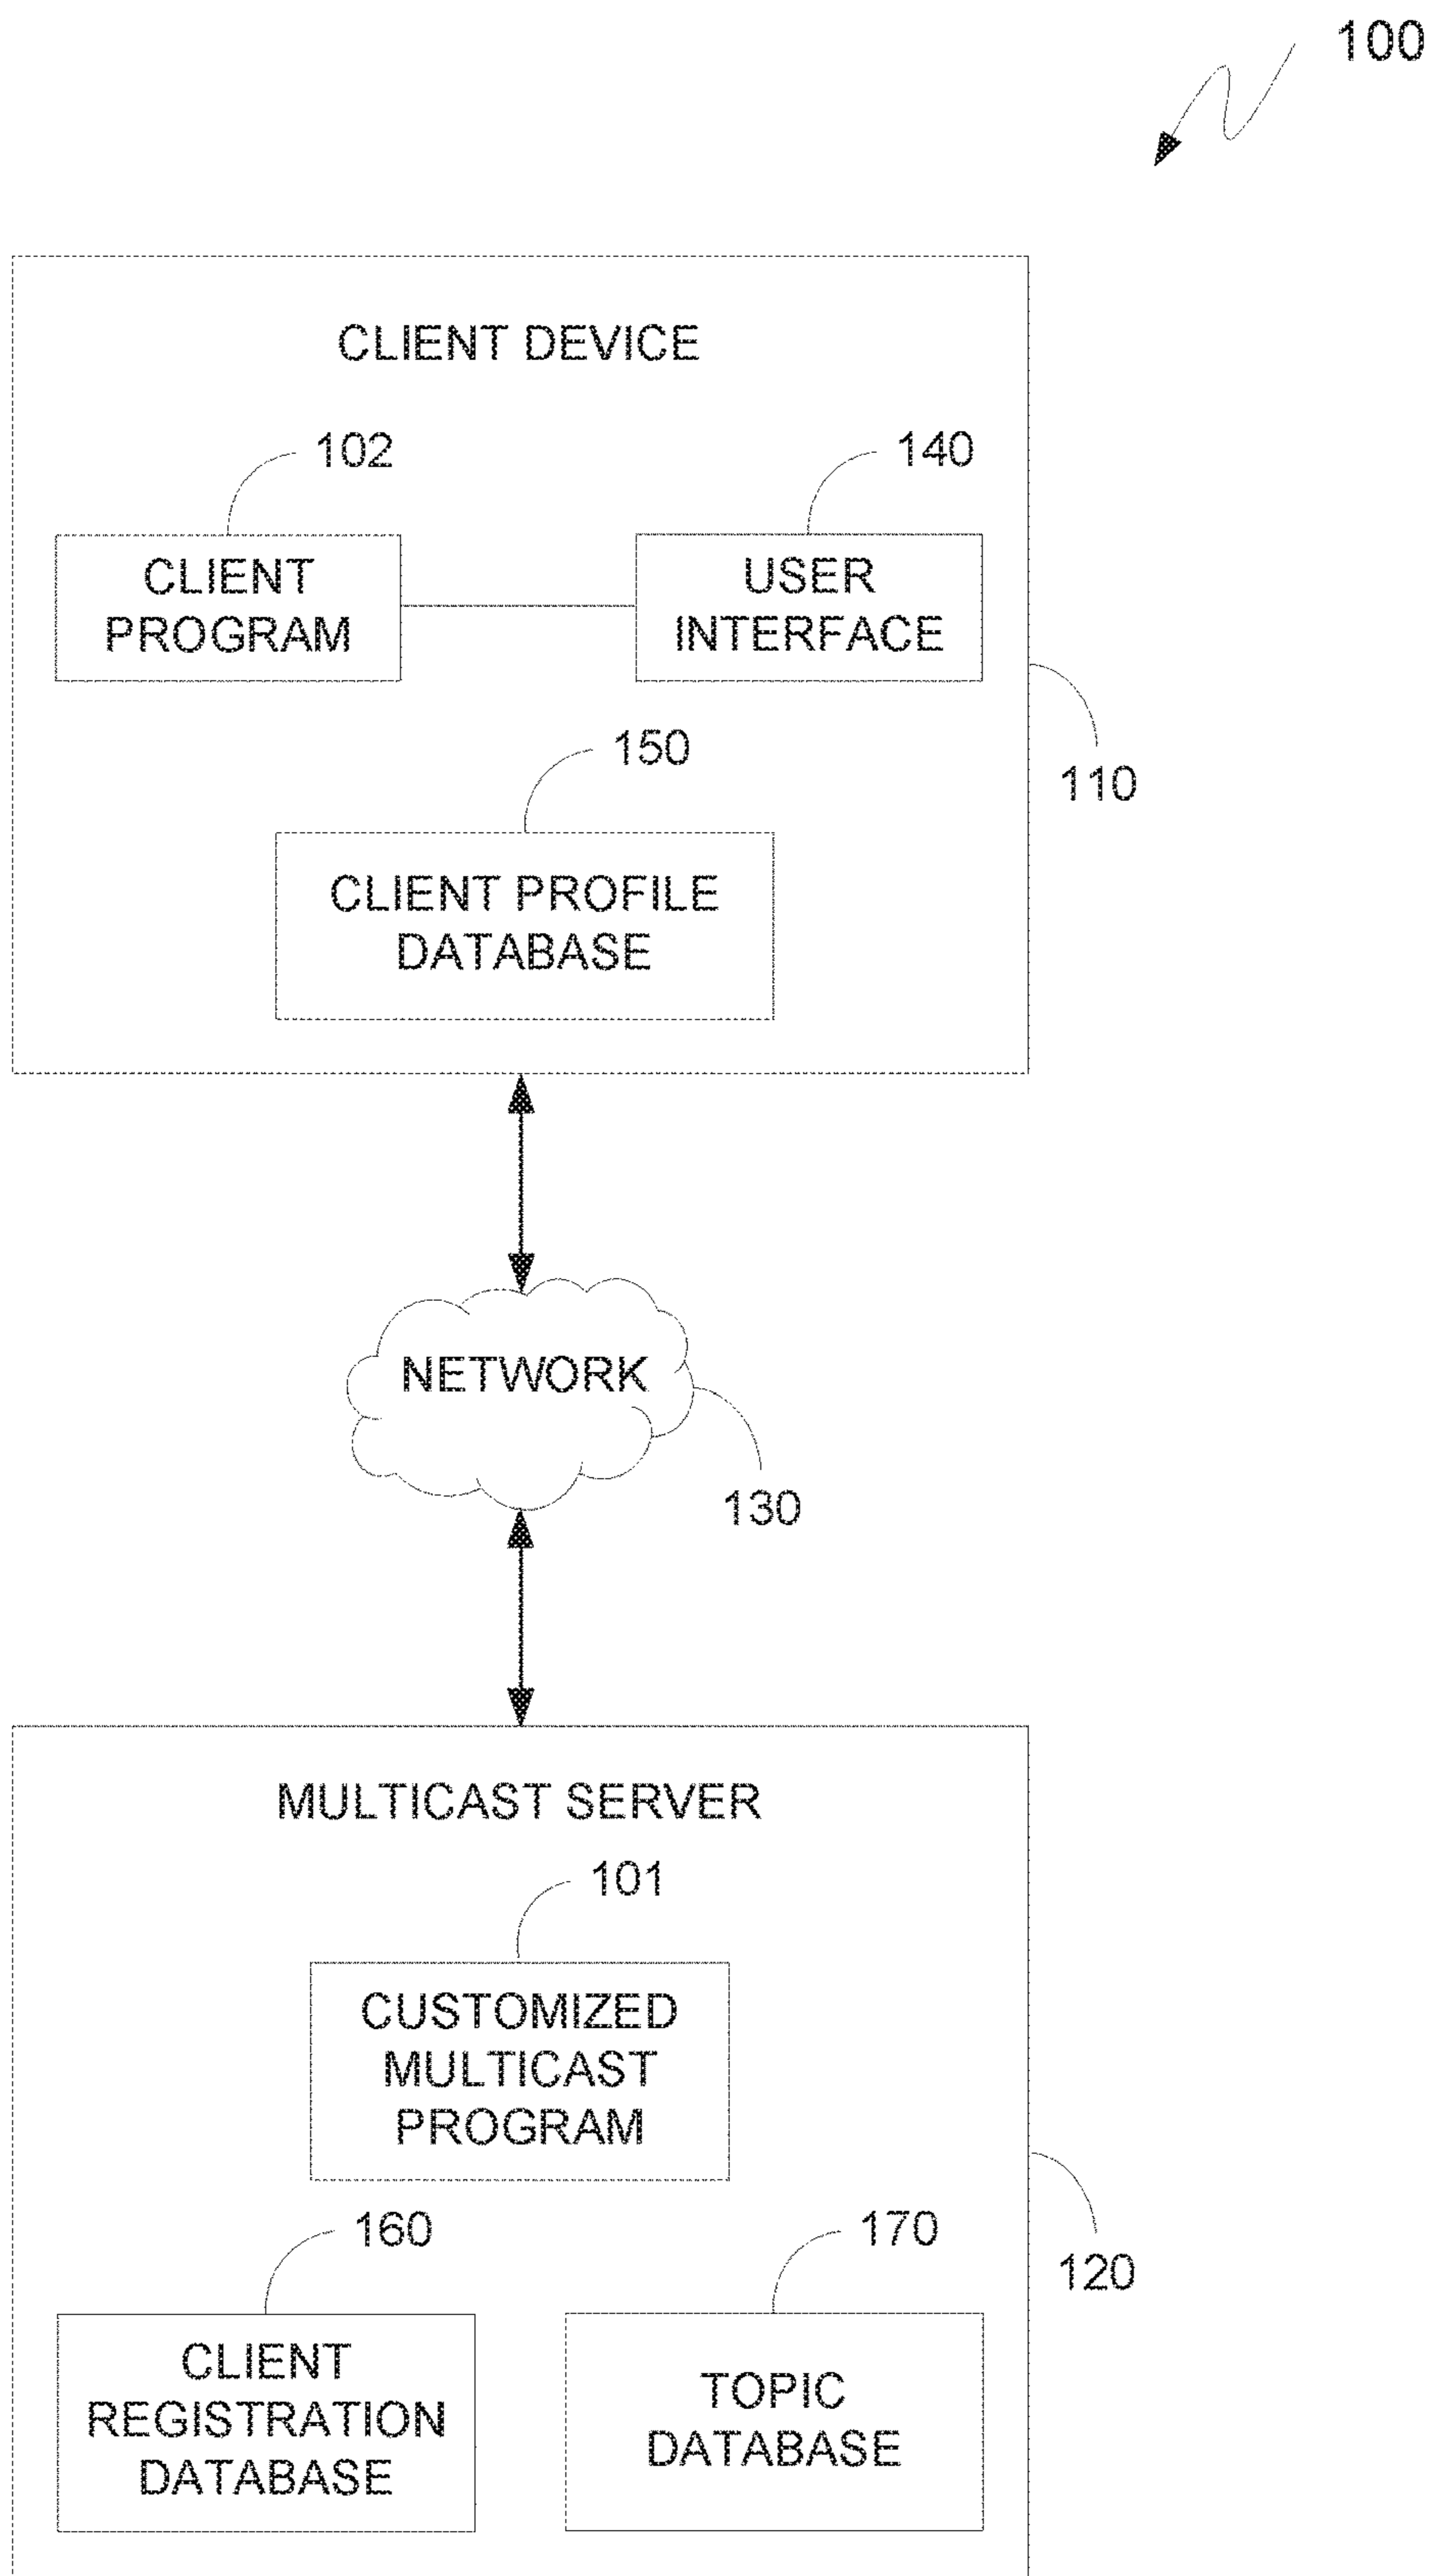 100
CLIENT DEVICE
102
140
CLIENT
PROGRAM
USER
INTERFACE
110
150
CLIENT PROFILE
DATABASE
NETWORK
130
MULTICAST SERVER
101
CUSTOMIZED
MULTICAST
PROGRAM
120
160
170
CLIENT
REGISTRATION
DATABASE
TOPIC
DATABASE